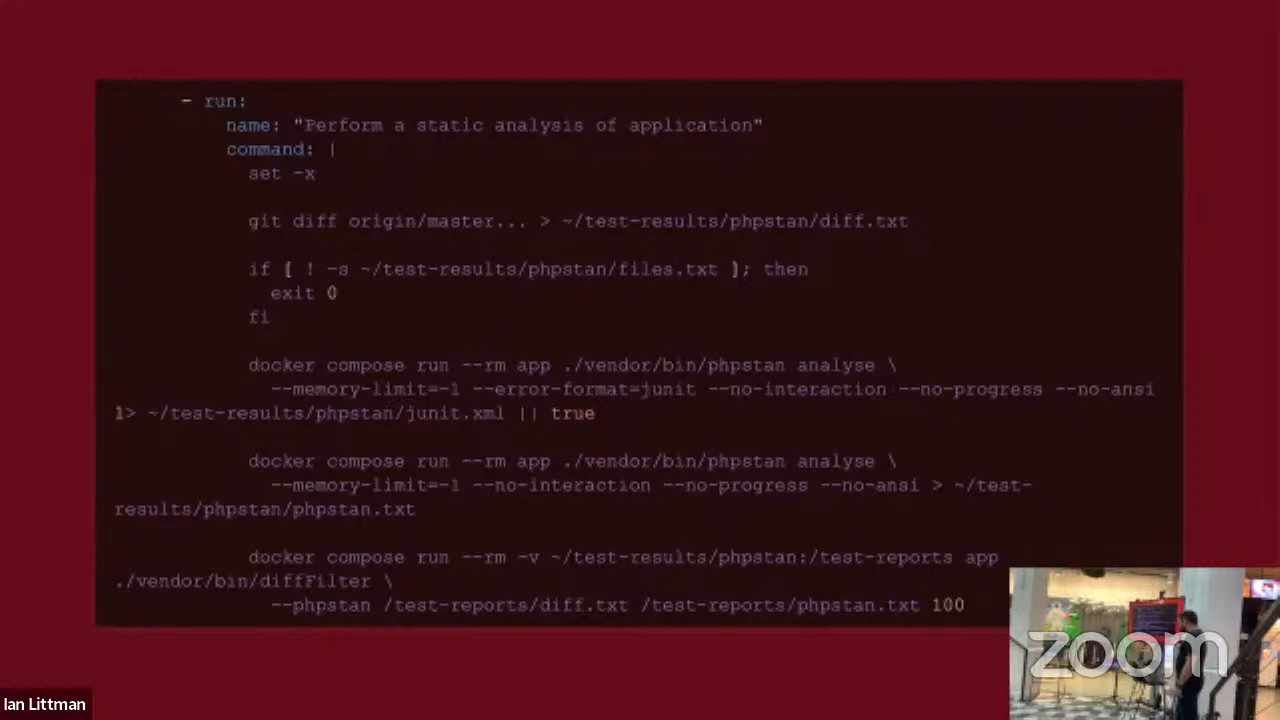 - run:
name: "Perform a static analysis of application"
command: |
set -x
git diff origin/master... > ~/test-results/phpstan/diff.txt
if [ ! -s ~/test-results/phpstan/files.txt ]; then
exit 0
fi
docker compose run --rm app ./vendor/bin/phpstan analyse \
--memory-limit=-1 --error-format=junit --no-interaction --no-progress --no-ansi
1> ~/test-results/phpstan/junit.xml || true
docker compose run --rm app ./vendor/bin/phpstan analyse \
--memory-limit=-1 --no-interaction --no-progress --no-ansi > ~/test-
results/phpstan/phpstan.txt
docker compose run --rm -v ~/test-results/phpstan:/test-reports app
./vendor/bin/diffFilter \
--phpstan /test-reports/diff.txt /test-reports/phpstan.txt 100
zoom
Ian Littman